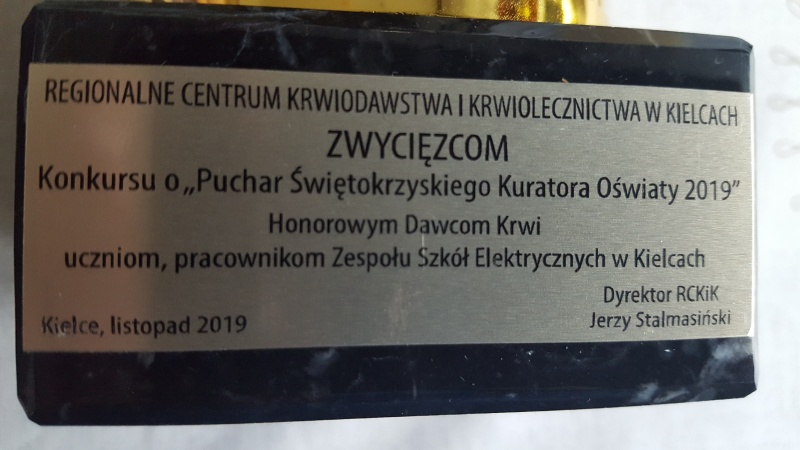 REGIONALNE CENTRUM KRWIODAWSTWA I KRWIOLECZNICTWA W KIELCACH
ZWYCIĘZCOM
Konkursu o „Puchar Świętokrzyskiego Kuratora Oświaty 2019”
Honorowym Dawcom Krwi
uczniom, pracownikom Zespołu Szkół Elektrycznych w Kielcach
Dyrektor RCKiK
Kielce, listopad 2019 Jerzy Stalmasiński